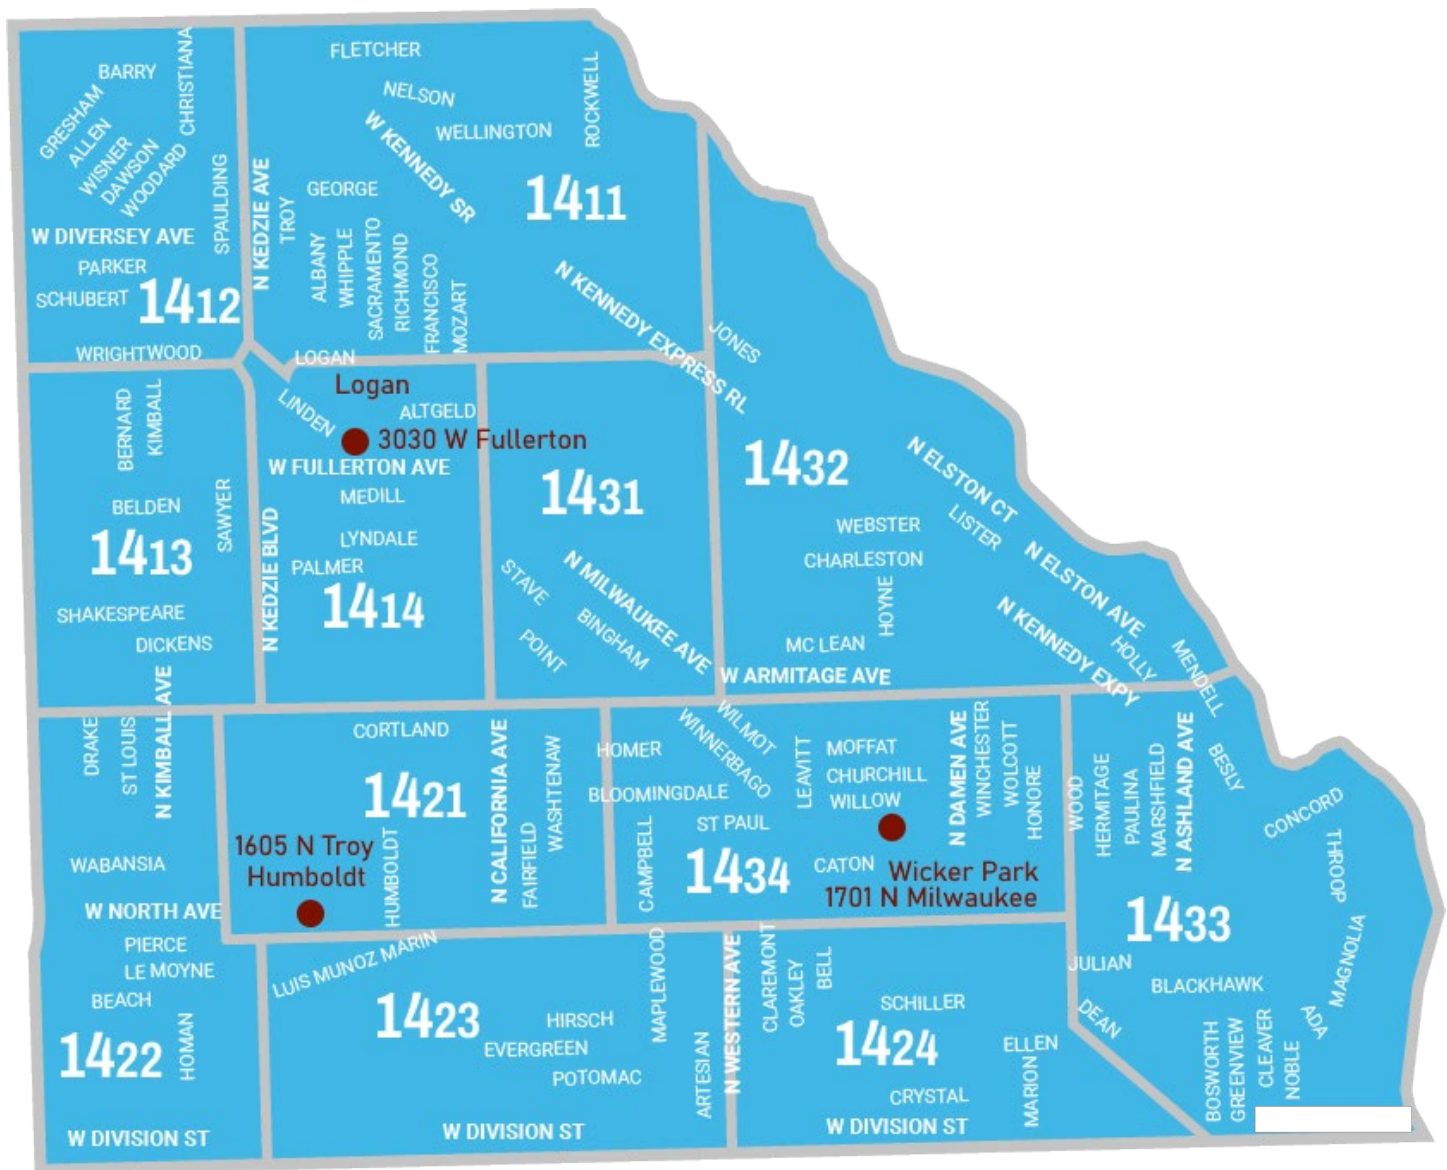 FLETCHER
BARRY
CHRISTIANA
NELSON
ROCKWELL
GRESHAM
ALLEN
WISNER
DAWSON
WOODARD
W KENNEDY SR
WELLINGTON
SPAULDING
N KEDZIE AVE
TROY
GEORGE
1411
W DIVERSEY AVE
PARKER
SCHUBERT
1412
ALBANY
WHIPPLE
SACRAMENTO
RICHMOND
FRANCISCO
MOZART
N KENNEDY EXPRESS RL
JONES
WRIGHTWOOD
LOGAN
Logan
BERNARD
KIMBALL
LINDEN
ALTGELD
3030 W Fullerton
W FULLERTON AVE
MEDILL
BELDEN
SAWYER
1413
N KEDZIE BLVD
LYNDALE
PALMER
1414
1431
1432
N ELSTON CT
LISTER
WEBSTER
CHARLESTON
HOYNE
N ELSTON AVE
STAVE
N MILWAUKEE AVE
BINGHAM
POINT
SHAKESPEARE
DICKENS
MC LEAN
N KENNEDY EXPY
HOLLY
MENDELL
W ARMITAGE AVE
DRAKE
ST LOUIS
N KIMBALL AVE
CORTLAND
N CALIFORNIA AVE
WASHTENAW
HOMER
WINNERBAGO
WILMOT
LEAVITT
MOFFAT
CHURCHILL
WILLOW
N DAMEN AVE
WINCHESTER
WOLCOTT
HONORE
WOOD
HERMITAGE
PAULINA
MARSHFIELD
N ASHLAND AVE
BESLY
CONCORD
1421
BLOOMINGDALE
ST PAUL
CAMPBELL
1434
CATON
Wicker Park
1701 N Milwaukee
1605 N Troy
Humboldt
HUMBOLDT
FAIRFIELD
WABANSIA
W NORTH AVE
THROOP
1433
MAGNOLIA
PIERCE
LE MOYNE
BEACH
1422
HOMAN
LUIS MUNOZ MARIN
1423
HIRSCH
EVERGREEN
POTOMAC
MAPLEWOOD
ARTESIAN
N WESTERN AVE
CLAREMONT
OAKLEY
BELL
SCHILLER
1424
ELLEN
CRYSTAL
MARION
JULIAN
DEAN
BLACKHAWK
BOSWORTH
GREENVIEW
CLEAVER
NOBLE
ADA
W DIVISION ST
W DIVISION ST
W DIVISION ST